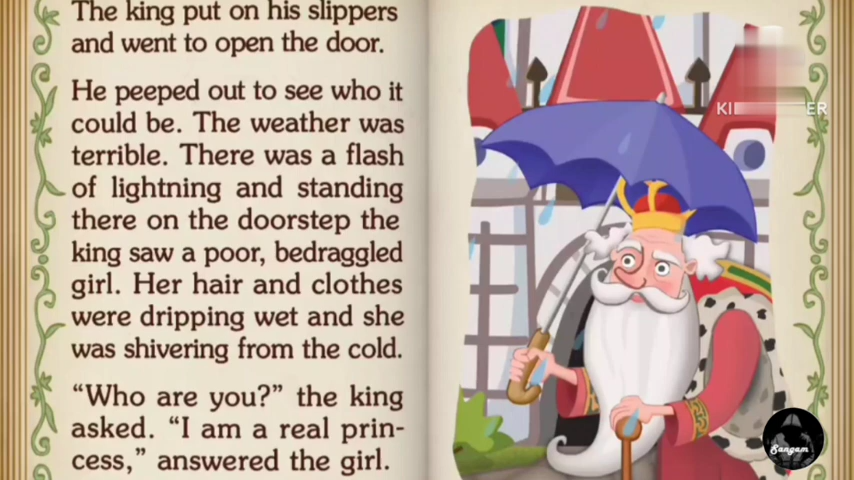 The king put on his slippers
and went to open the door.
He peeped out to see who it
could be. The weather was
terrible. There was a flash
of lightning and standing
there on the doorstep the
king saw a poor, bedraggled
girl. Her hair and clothes
were dripping wet and she
was shivering from the cold.
“Who are you?” the king
asked. “I am a real prin-
cess,” answered the girl.
Sangam